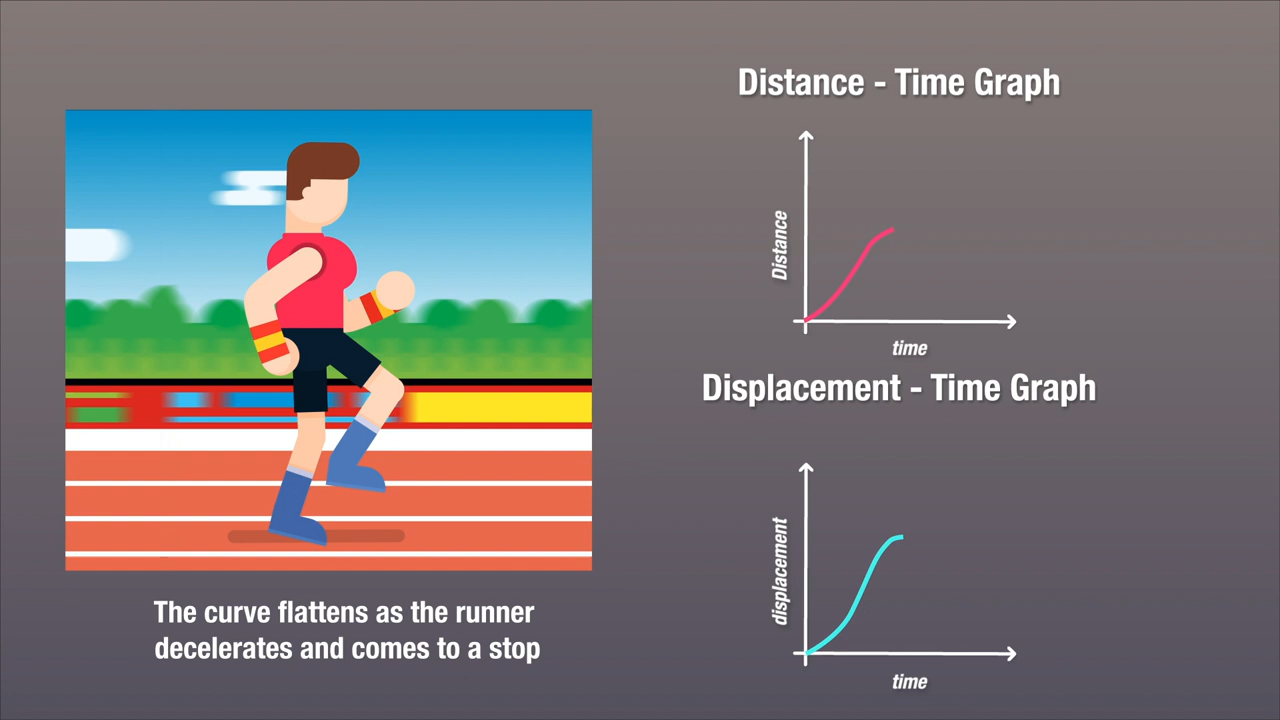 Distance - Time Graph
Distance
time
Displacement - Time Graph
displacement
time
The curve flattens as the runner
decelerates and comes to a stop